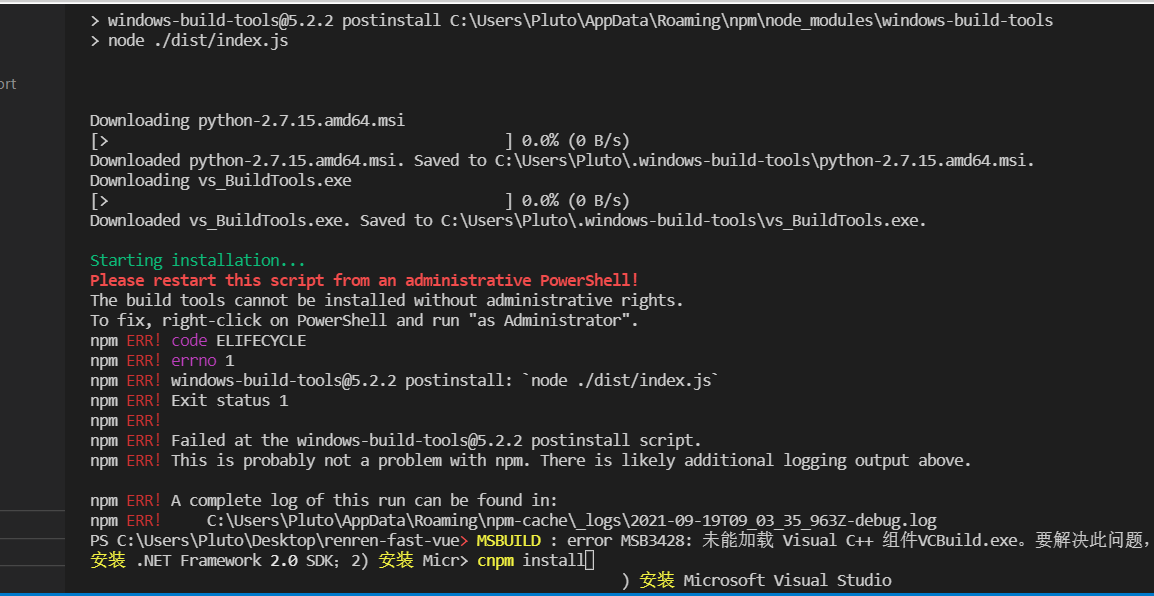 > windows-build-tools@5.2.2 postinstall C:\Users\Pluto\AppData\Roaming\npm\node_modules\windows-build-tools
> node ./dist/index.js
ort
Downloading python-2.7.15.amd64.msi
[> ] 0.0% (0 B/s)
Downloaded python-2.7.15.amd64.msi. Saved to C:\Users\Pluto\.windows-build-tools\python-2.7.15.amd64.msi.
Downloading vs_BuildTools.exe
[> ] 0.0% (0 B/s)
Downloaded vs_BuildTools.exe. Saved to C:\Users\Pluto\.windows-build-tools\vs_BuildTools.exe.
Starting installation...
Please restart this script from an administrative PowerShell!
The build tools cannot be installed without administrative rights.
To fix, right-click on PowerShell and run "as Administrator".
npm ERR! code ELIFECYCLE
npm ERR! errno 1
npm ERR! windows-build-tools@5.2.2 postinstall: `node ./dist/index.js`
npm ERR! Exit status 1
npm ERR!
npm ERR! Failed at the windows-build-tools@5.2.2 postinstall script.
npm ERR! This is probably not a problem with npm. There is likely additional logging output above.
npm ERR! A complete log of this run can be found in:
npm ERR!     C:\Users\Pluto\AppData\Roaming\npm-cache\_logs\2021-09-19T09_03_35_963Z-debug.log
PS C:\Users\Pluto\Desktop\renren-fast-vue> MSBUILD : error MSB3428: 未能加载 Visual C++ 组件VCBuild.exe。要解决此问题，
安装 .NET Framework 2.0 SDK；2) 安装 Micr> cnpm install
) 安装 Microsoft Visual Studio